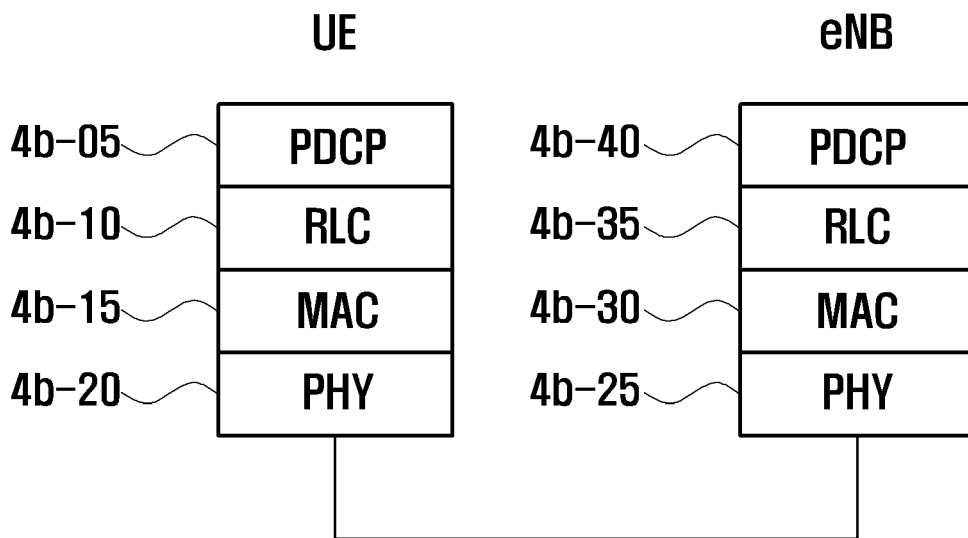 UE eNB
4b-05 PDCP 4b-40 PDCP
4b-10 RLC 4b-35 RLC
4b-15 MAC 4b-30 MAC
4b-20 PHY 4b-25 PHY